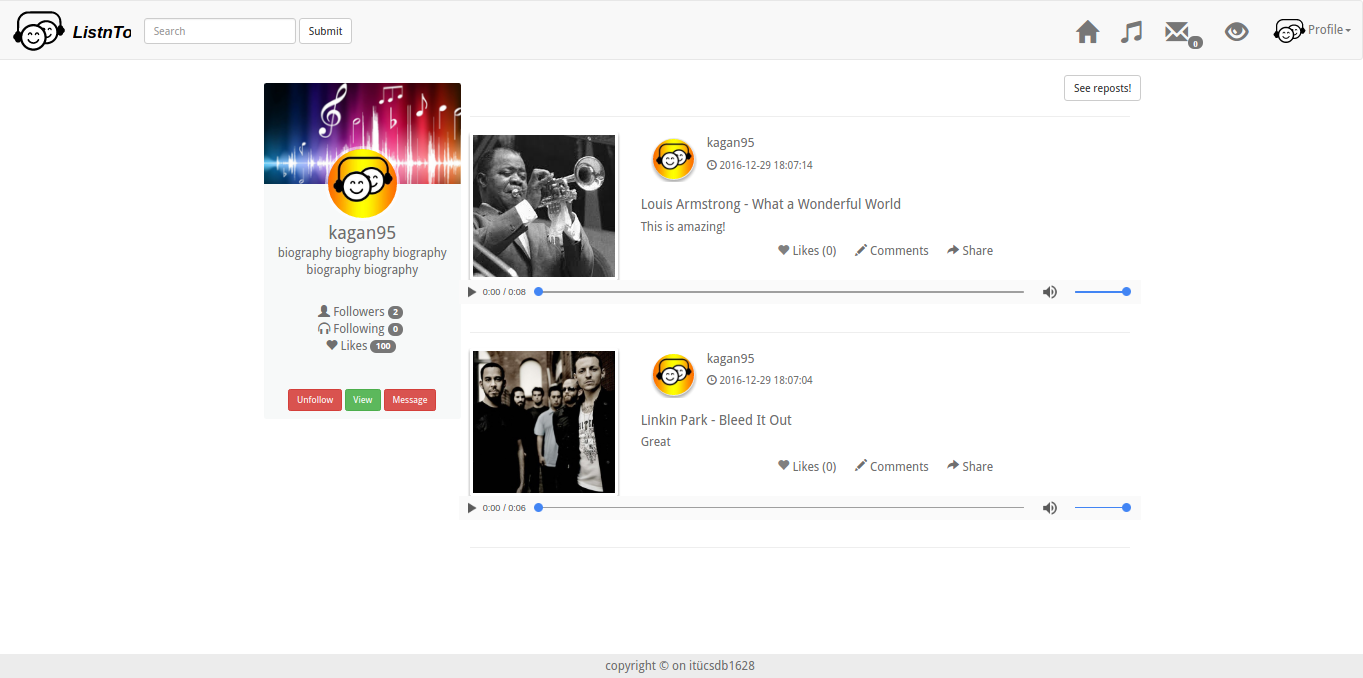 ListnTo
Search
Submit
0
Profile
See reposts!
kagan95
biography biography biography
biography biography
Followers 2
Following 0
Likes 100
Unfollow
View
Message
kagan95
2016-12-29 18:07:14
Louis Armstrong - What a Wonderful World
This is amazing!
Likes (0)
Comments
Share
0:00 / 0:08
kagan95
2016-12-29 18:07:04
Linkin Park - Bleed It Out
Great
Likes (0)
Comments
Share
0:00 / 0:06
copyright © on itücsdb1628